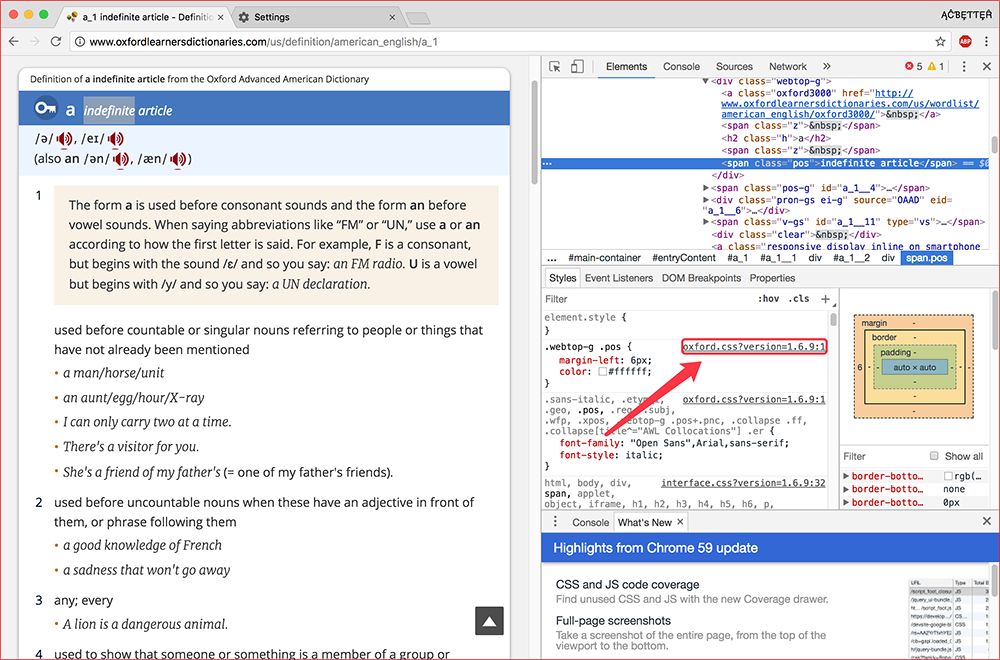 a_1 indefinite article - Definitio
Settings
AÇBĘTTĘŘ
www.oxfordlearnersdictionaries.com/us/definition/american_english/a_1
ABP
Definition of a indefinite article from the Oxford Advanced American Dictionary
a indefinite article
/ə/ , /eɪ/
(also an /ən/ , /æn/ )
1
The form a is used before consonant sounds and the form an before
vowel sounds. When saying abbreviations like “FM” or “UN,” use a or an
according to how the first letter is said. For example, F is a consonant,
but begins with the sound /ɛ/ and so you say: an FM radio. U is a vowel
but begins with /y/ and so you say: a UN declaration.
used before countable or singular nouns referring to people or things that
have not already been mentioned
• a man/horse/unit
• an aunt/egg/hour/X-ray
• I can only carry two at a time.
• There's a visitor for you.
• She's a friend of my father's (= one of my father's friends).
2 used before uncountable nouns when these have an adjective in front of
them, or phrase following them
• a good knowledge of French
• a sadness that won't go away
3 any; every
• A lion is a dangerous animal.
4 used to show that someone or something is a member of a group or
Elements Console Sources Network » 5 1
▼<div class="webtop-g">
<a class="oxford3000" href="http://
www.oxfordlearnersdictionaries.com/us/wordlist/
american_english/oxford3000/">&nbsp;</a>
<span class="z">&nbsp;</span>
<h2 class="h">a</h2>
<span class="z">&nbsp;</span>
... <span class="pos">indefinite article</span> == $0
</div>
▶<span class="pos-g" id="a_1__4">…</span>
▶<div class="pron-gs ei-g" source="OAAD" eid=
"a_1__6">…</div>
▶<span class="v-gs" id="a_1__11" type="vs">…</span>
<div class="clear">&nbsp;</div>
<a class="responsive_display_inline_on_smartphone
... #main-container #entryContent #a_1 #a_1__1 div #a_1__2 div span.pos
Styles Event Listeners DOM Breakpoints Properties
Filter :hov .cls +
element.style {
}
.webtop-g .pos { oxford.css?version=1.6.9:1
margin-left: 6px;
color: #ffffff;
}
.sans-italic, .etym, oxford.css?version=1.6.9:1
.geo, .pos, .reg, .subj,
.wfp, .xpos, .webtop-g .pos+.pnc, .collapse .ff,
.collapse[title^="AWL Collocations"] .er {
font-family: "Open Sans",Arial,sans-serif;
font-style: italic;
}
html, body, div, interface.css?version=1.6.9:32
span, applet,
object, iframe, h1, h2, h3, h4, h5, h6, p,
margin -
border -
padding -
6 - - auto × auto - - -
-
-
-
Filter Show all
▶border-botto… rgb(…
▶border-botto… none
▶border-botto… 0px
Console What's New ×
Highlights from Chrome 59 update
CSS and JS code coverage
Find unused CSS and JS with the new Coverage drawer.
Full-page screenshots
Take a screenshot of the entire page, from the top of the
viewport to the bottom.
URL Type Total B